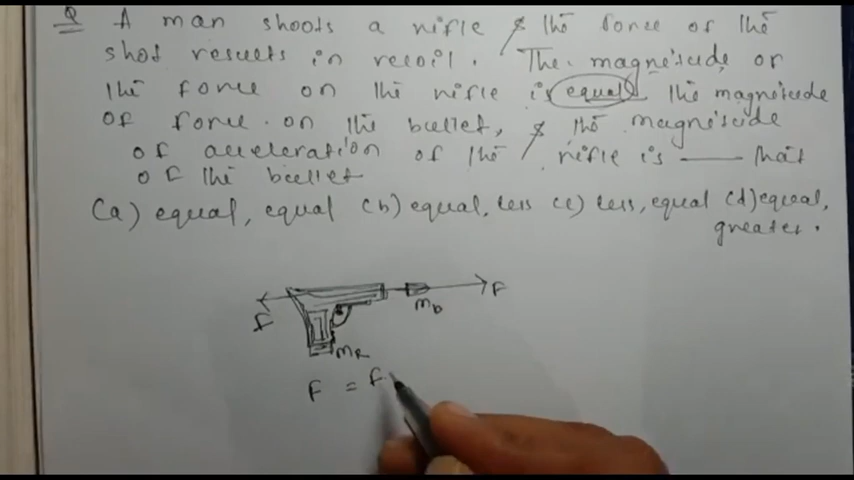 Q A man shoots a rifle & the force of the
shot results in recoil. The magnitude of
the force on the rifle is equal the magnitude
of force on the bullet, & the magnitude
of acceleration of the rifle is —— that
of the bullet
(a) equal, equal (b) equal, less (c) less, equal (d) equal,
greater.
F
F
mb
mR
F = F